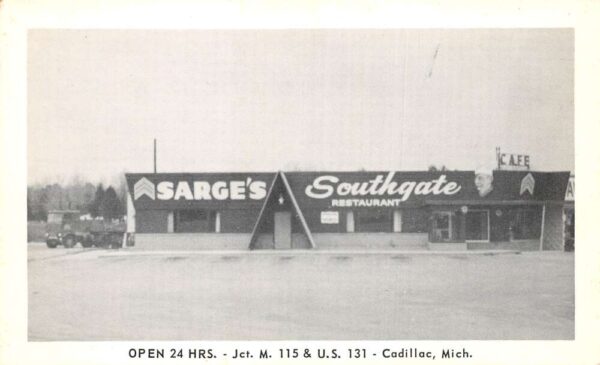 CAFE
SARGE'S Southgate
RESTAURANT
OPEN 24 HRS. - Jct. M. 115 & U.S. 131 - Cadillac, Mich.